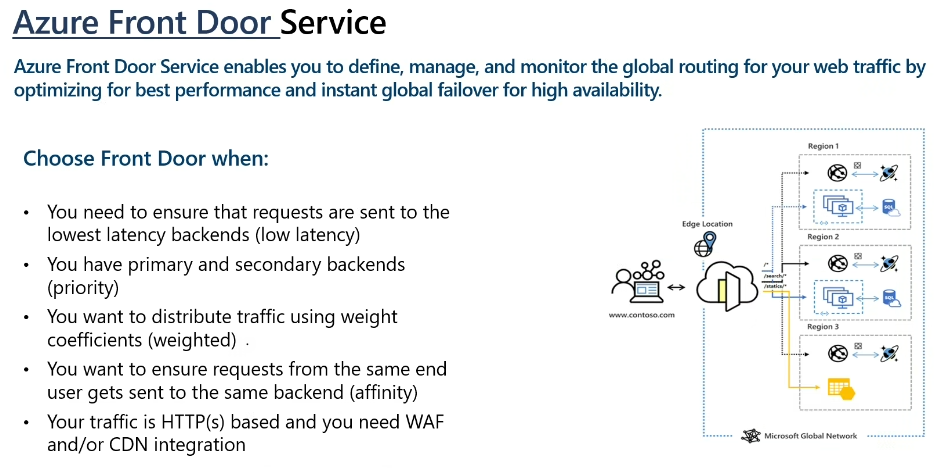 Azure Front Door Service
Azure Front Door Service enables you to define, manage, and monitor the global routing for your web traffic by
optimizing for best performance and instant global failover for high availability.
Choose Front Door when:
• You need to ensure that requests are sent to the
lowest latency backends (low latency)
• You have primary and secondary backends
(priority)
• You want to distribute traffic using weight
coefficients (weighted) .
• You want to ensure requests from the same end
user gets sent to the same backend (affinity)
• Your traffic is HTTP(s) based and you need WAF
and/or CDN integration
www.contoso.com
Edge Location
/*
/search/*
/statics/*
Region 1
SQL
Region 2
SQL
Region 3
Microsoft Global Network